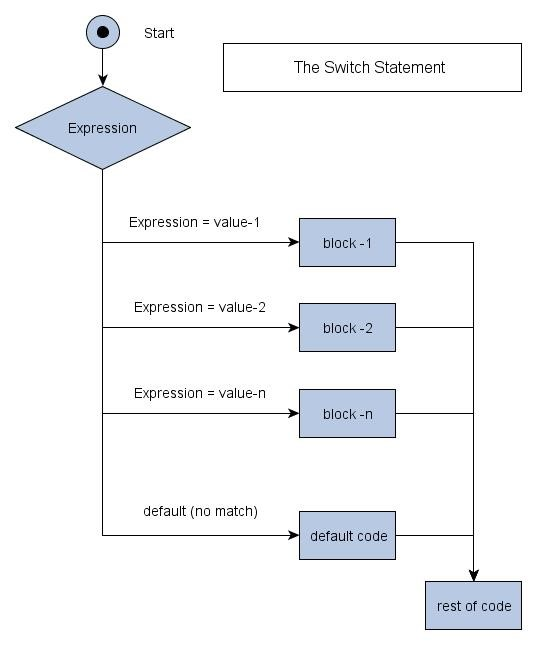 Start
The Switch Statement
Expression
Expression = value-1
block -1
Expression = value-2
block -2
Expression = value-n
block -n
default (no match)
default code
rest of code